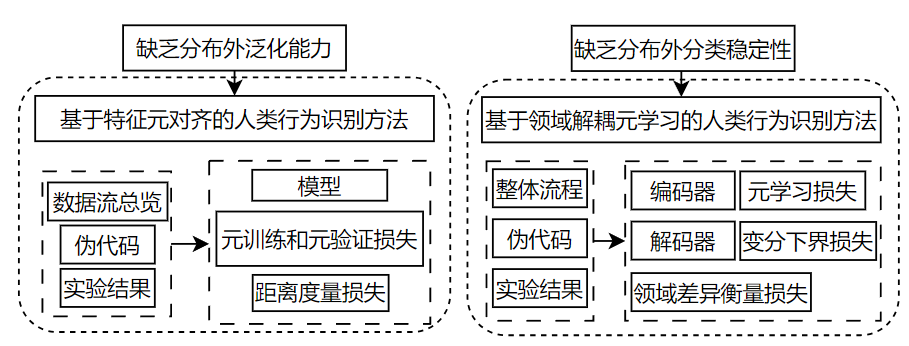 缺乏分布外泛化能力
基于特征元对齐的人类行为识别方法
数据流总览
伪代码
实验结果
模型
元训练和元验证损失
距离度量损失
缺乏分布外分类稳定性
基于领域解耦元学习的人类行为识别方法
整体流程
伪代码
实验结果
编码器
元学习损失
解码器
变分下界损失
领域差异衡量损失